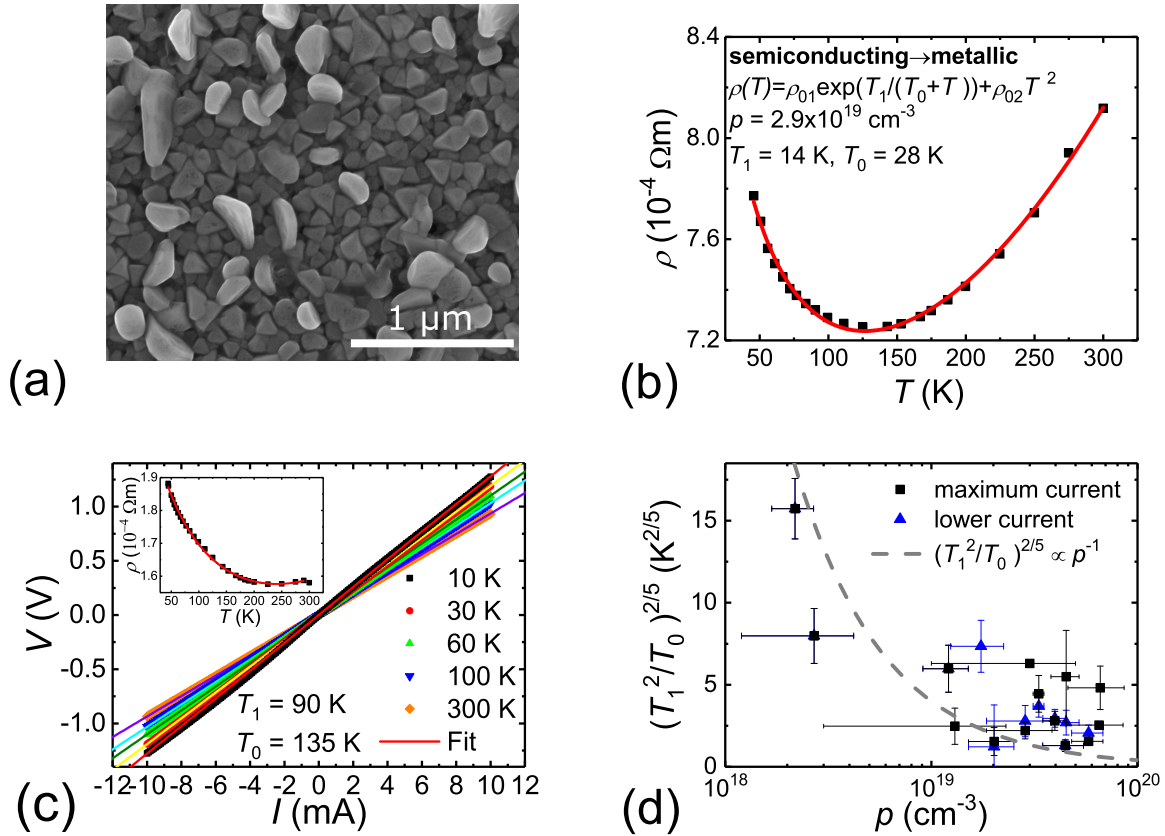 1 μm
(a)
semiconducting→metallic
ρ(T)=ρ01exp(T1/(T0+T ))+ρ02T 2
p = 2.9x10^19 cm^-3
T1 = 14 K, T0 = 28 K
8.4
8.0
7.6
7.2
ρ (10^-4 Ωm)
50 100 150 200 250 300
T (K)
(b)
1.0
0.5
0.0
-0.5
-1.0
V (V)
1.9
1.8
1.7
1.6
ρ (10^-4 Ωm)
50 100 150 200 250 300
T (K)
10 K
30 K
60 K
100 K
300 K
Fit
T1 = 90 K
T0 = 135 K
-12 -10 -8 -6 -4 -2 0 2 4 6 8 10 12
I (mA)
(c)
maximum current
lower current
(T1^2/T0 )^2/5 ∝ p^-1
15
10
5
0
(T1^2/T0 )^2/5 (K^2/5)
10^18 10^19 10^20
p (cm^-3)
(d)